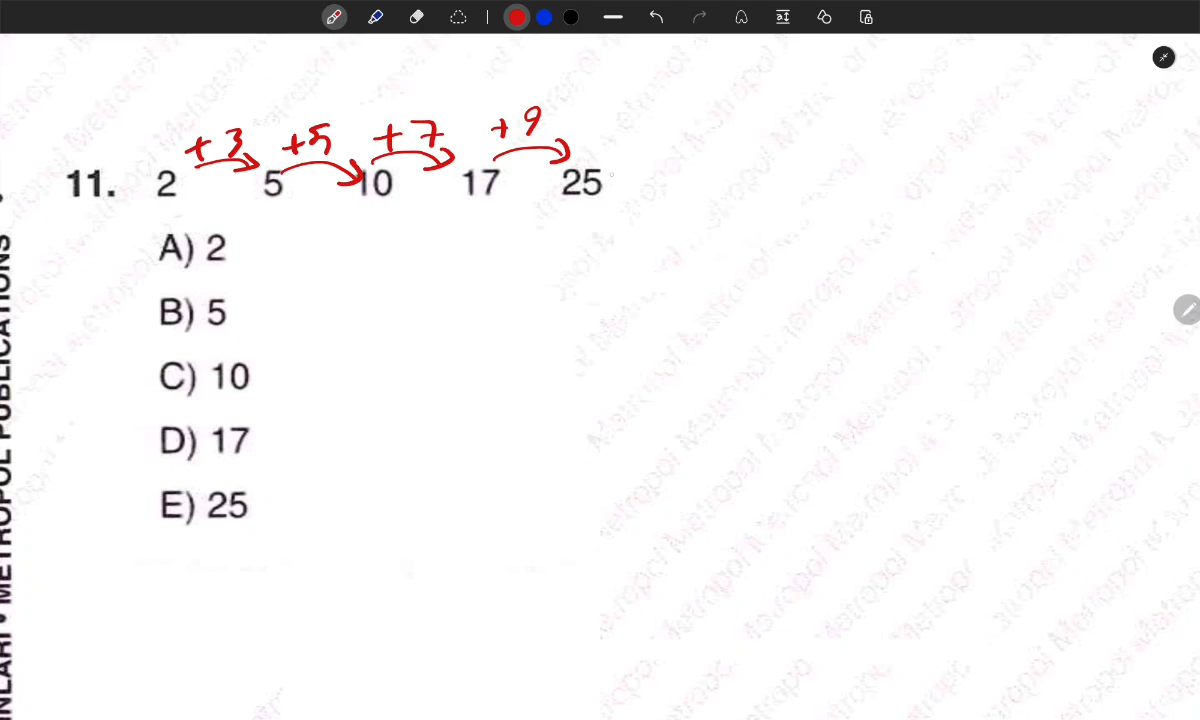 +3 +5 +7 +9
11. 2 5 10 17 25
A) 2
B) 5
C) 10
D) 17
E) 25
METROPOL PUBLICATIONS